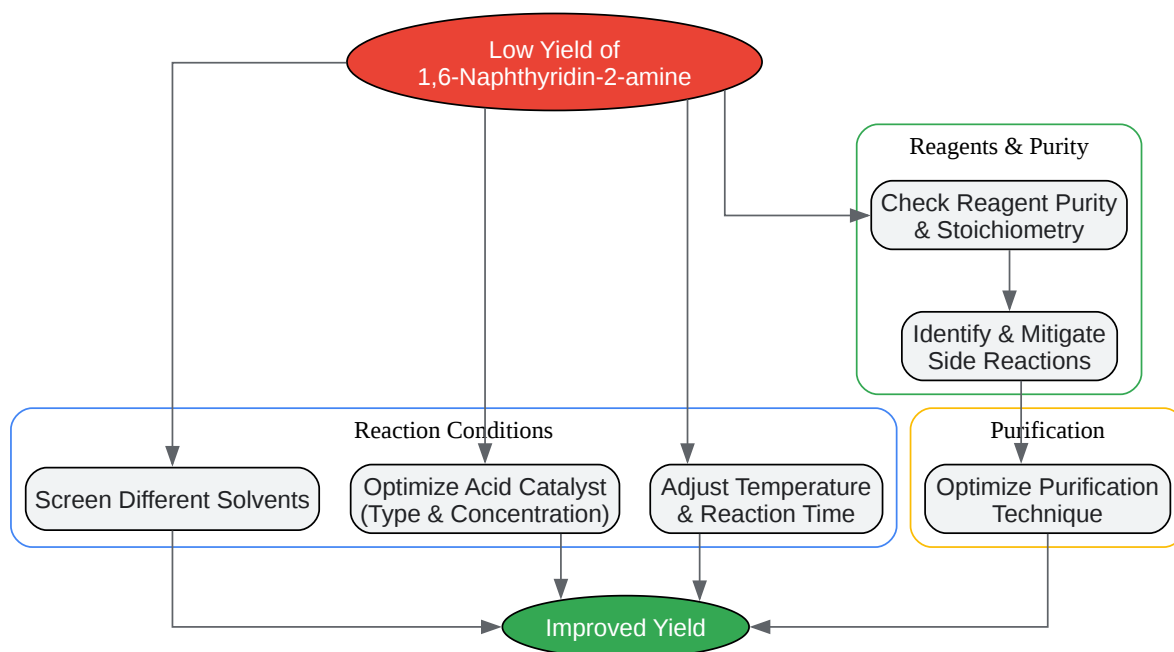 Low Yield of
1,6-Naphthyridin-2-amine
Reagents & Purity
Check Reagent Purity
& Stoichiometry
Identify & Mitigate
Side Reactions
Reaction Conditions
Purification
Screen Different Solvents
Optimize Acid Catalyst
(Type & Concentration)
Adjust Temperature
& Reaction Time
Optimize Purification
Technique
Improved Yield